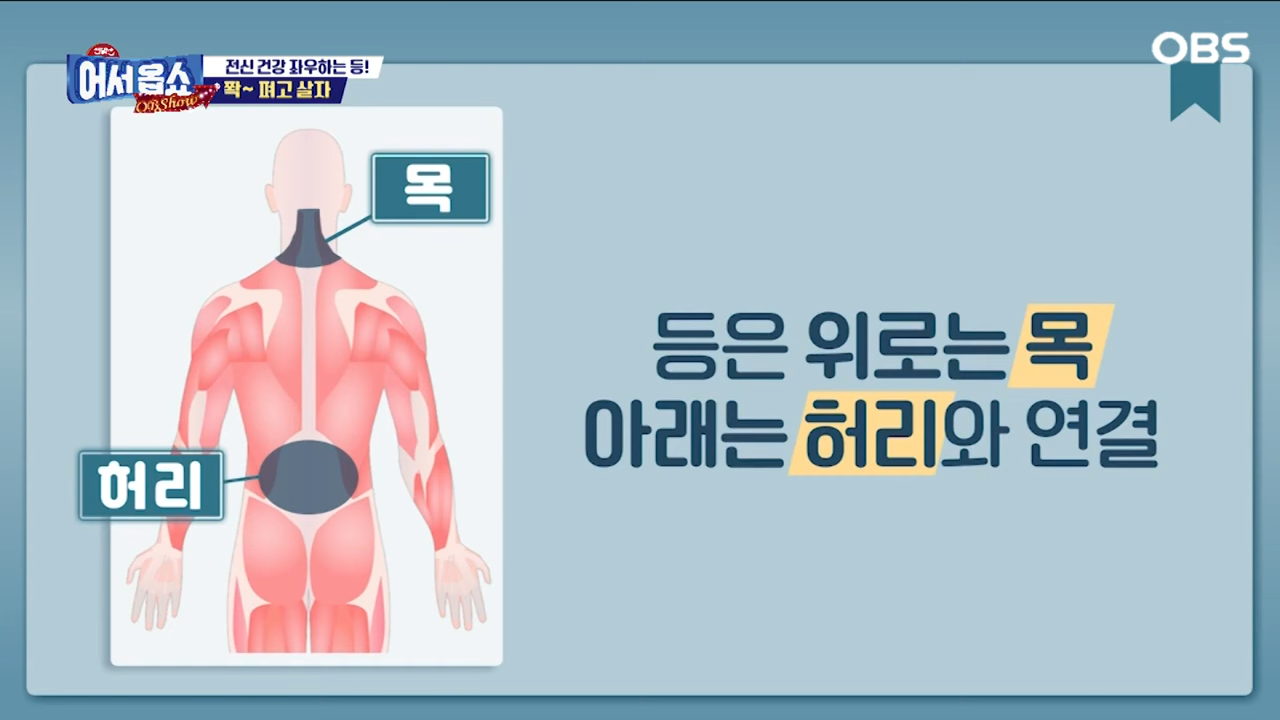 OBS
어서옵쇼
OBShow
전신 건강 좌우하는 등!
쫙~ 펴고 살자
목
등은 위로는 목
아래는 허리와 연결
허리